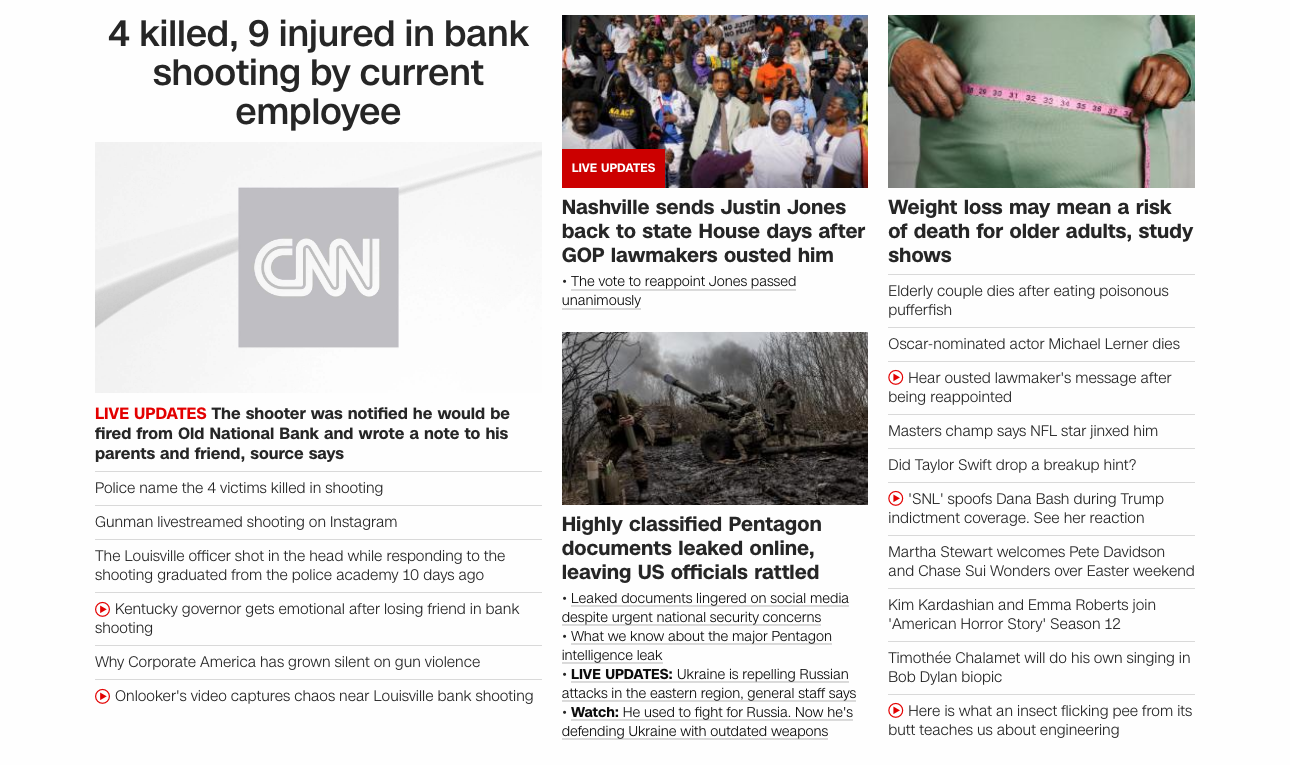 4 killed, 9 injured in bank
shooting by current
employee
CNN
LIVE UPDATES The shooter was notified he would be
fired from Old National Bank and wrote a note to his
parents and friend, source says
Police name the 4 victims killed in shooting
Gunman livestreamed shooting on Instagram
The Louisville officer shot in the head while responding to the
shooting graduated from the police academy 10 days ago
Kentucky governor gets emotional after losing friend in bank
shooting
Why Corporate America has grown silent on gun violence
Onlooker's video captures chaos near Louisville bank shooting
NO JUSTIN
NO PEACE
LIVE UPDATES
Nashville sends Justin Jones
back to state House days after
GOP lawmakers ousted him
• The vote to reappoint Jones passed
unanimously
Highly classified Pentagon
documents leaked online,
leaving US officials rattled
• Leaked documents lingered on social media
despite urgent national security concerns
• What we know about the major Pentagon
intelligence leak
• LIVE UPDATES: Ukraine is repelling Russian
attacks in the eastern region, general staff says
• Watch: He used to fight for Russia. Now he's
defending Ukraine with outdated weapons
29 30 31 32 33 34 35 36 37
Weight loss may mean a risk
of death for older adults, study
shows
Elderly couple dies after eating poisonous
pufferfish
Oscar-nominated actor Michael Lerner dies
Hear ousted lawmaker's message after
being reappointed
Masters champ says NFL star jinxed him
Did Taylor Swift drop a breakup hint?
'SNL' spoofs Dana Bash during Trump
indictment coverage. See her reaction
Martha Stewart welcomes Pete Davidson
and Chase Sui Wonders over Easter weekend
Kim Kardashian and Emma Roberts join
'American Horror Story' Season 12
Timothée Chalamet will do his own singing in
Bob Dylan biopic
Here is what an insect flicking pee from its
butt teaches us about engineering